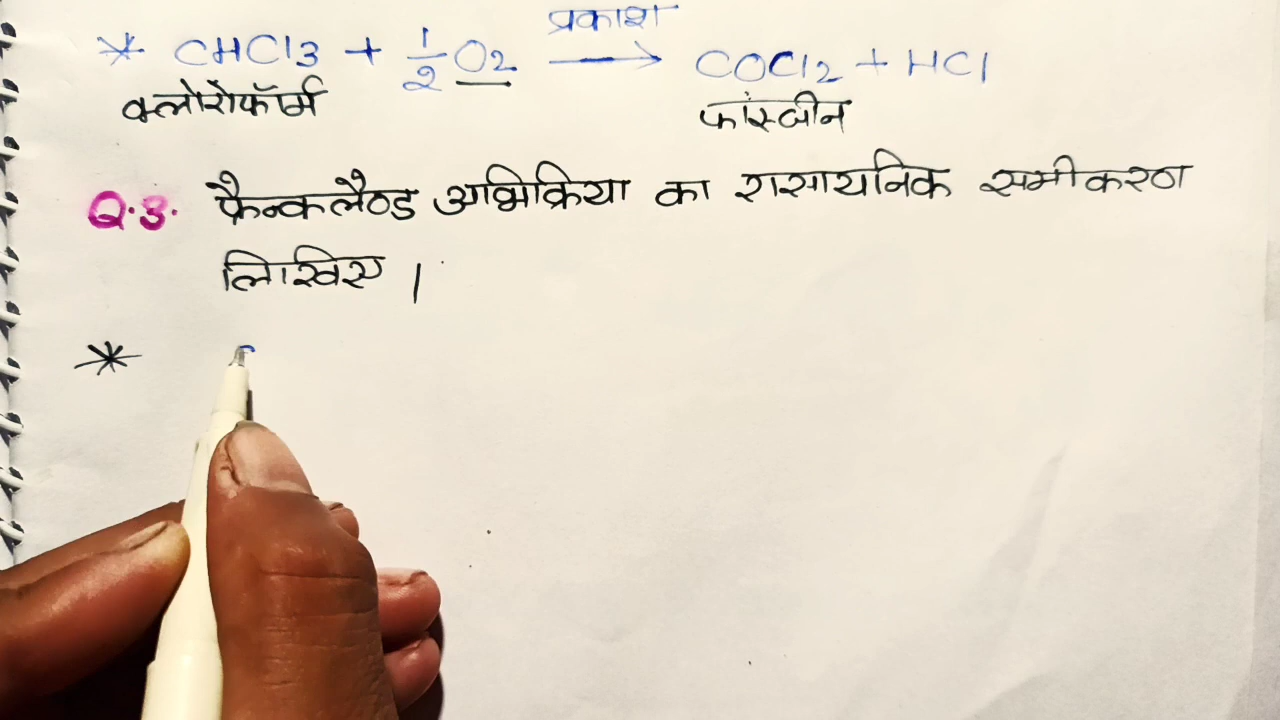 * CHCl3 + 1/2 O2 प्रकाश → COCl2 + HCl
क्लोरोफॉर्म फॉस्जीन
Q.3. फ्रैन्कलैण्ड अभिक्रिया का रासायनिक समीकरण
लिखिए।
*